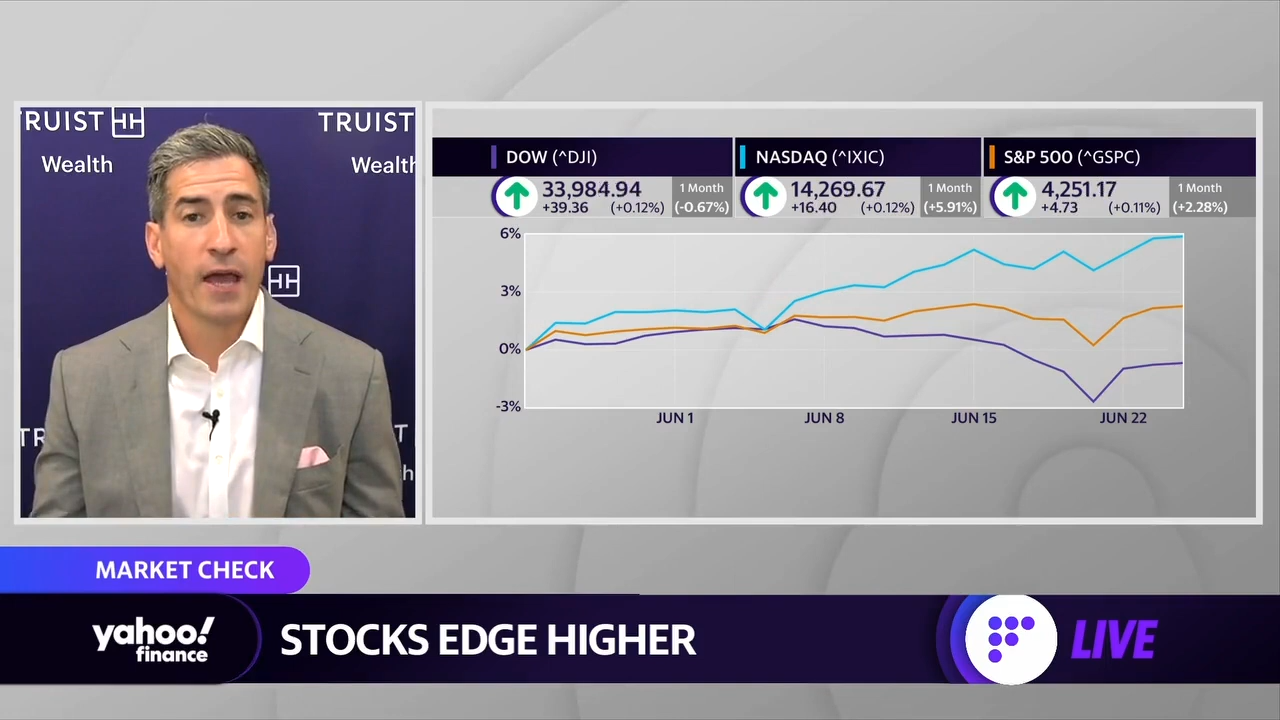 TRUIST
TRUIST
Wealth
Wealth
DOW (^DJI)
33,984.94
+39.36 (+0.12%)
1 Month
(-0.67%)
NASDAQ (^IXIC)
14,269.67
+16.40 (+0.12%)
1 Month
(+5.91%)
S&P 500 (^GSPC)
4,251.17
+4.73 (+0.11%)
1 Month
(+2.28%)
6%
3%
0%
-3%
JUN 1
JUN 8
JUN 15
JUN 22
TR
T
h
MARKET CHECK
yahoo!
finance
STOCKS EDGE HIGHER
LIVE